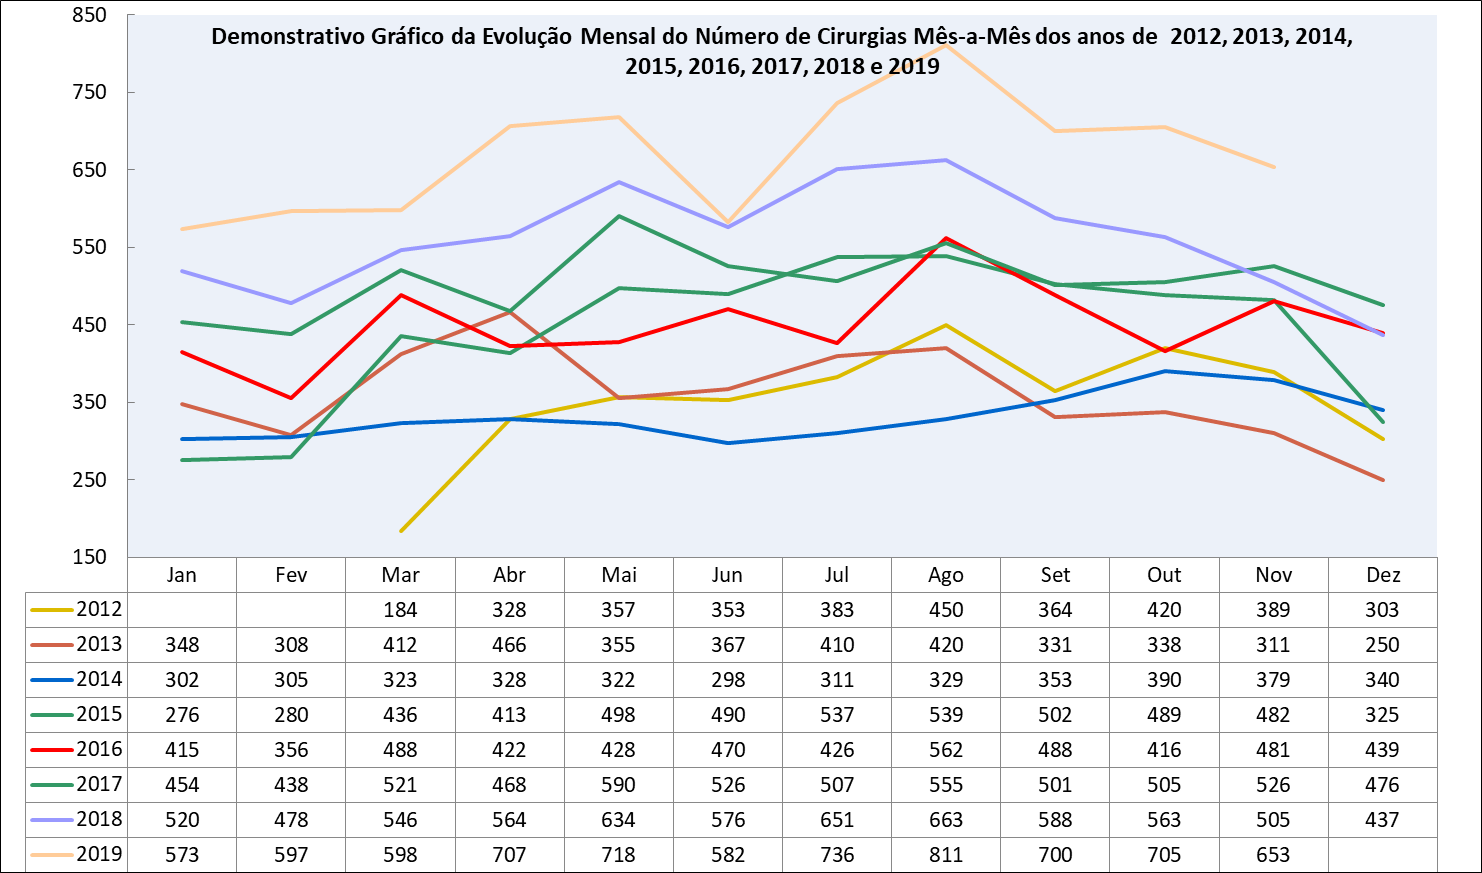 Demonstrativo Gráfico da Evolução Mensal do Número de Cirurgias Mês-a-Mês dos anos de 2012, 2013, 2014,
2015, 2016, 2017, 2018 e 2019
850
750
650
550
450
350
250
150
Jan Fev Mar Abr Mai Jun Jul Ago Set Out Nov Dez
2012 184 328 357 353 383 450 364 420 389 303
2013 348 308 412 466 355 367 410 420 331 338 311 250
2014 302 305 323 328 322 298 311 329 353 390 379 340
2015 276 280 436 413 498 490 537 539 502 489 482 325
2016 415 356 488 422 428 470 426 562 488 416 481 439
2017 454 438 521 468 590 526 507 555 501 505 526 476
2018 520 478 546 564 634 576 651 663 588 563 505 437
2019 573 597 598 707 718 582 736 811 700 705 653